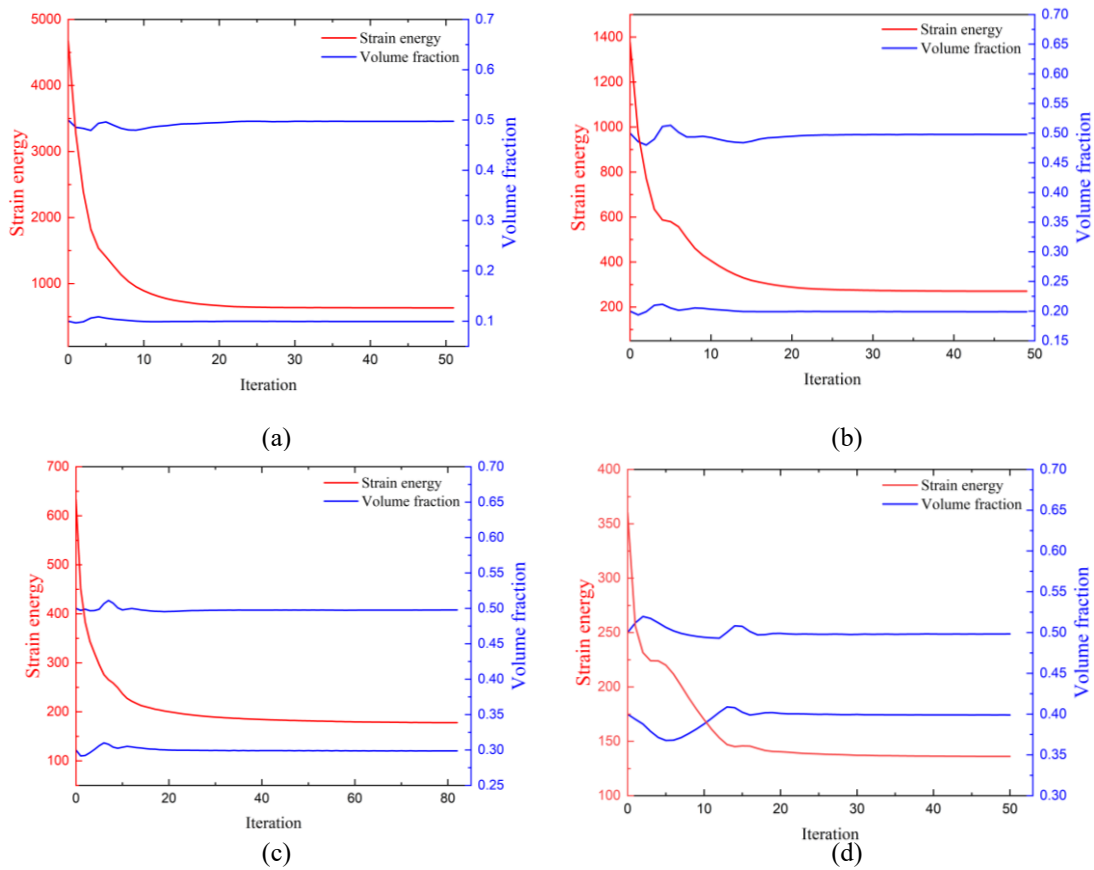 5000
4000
3000
2000
1000
Strain energy
0.7
0.6
0.5
0.4
0.3
0.2
0.1
Volume fraction
Strain energy
Volume fraction
0 10 20 30 40 50
Iteration
(a)
1400
1200
1000
800
600
400
200
Strain energy
0.70
0.65
0.60
0.55
0.50
0.45
0.40
0.35
0.30
0.25
0.20
0.15
Volume fraction
Strain energy
Volume fraction
0 10 20 30 40 50
Iteration
(b)
700
600
500
400
300
200
100
Strain energy
0.70
0.65
0.60
0.55
0.50
0.45
0.40
0.35
0.30
0.25
Volume fraction
Strain energy
Volume fraction
0 20 40 60 80
Iteration
(c)
400
350
300
250
200
150
100
Strain energy
0.70
0.65
0.60
0.55
0.50
0.45
0.40
0.35
0.30
Volume fraction
Strain energy
Volume fraction
0 10 20 30 40 50
Iteration
(d)